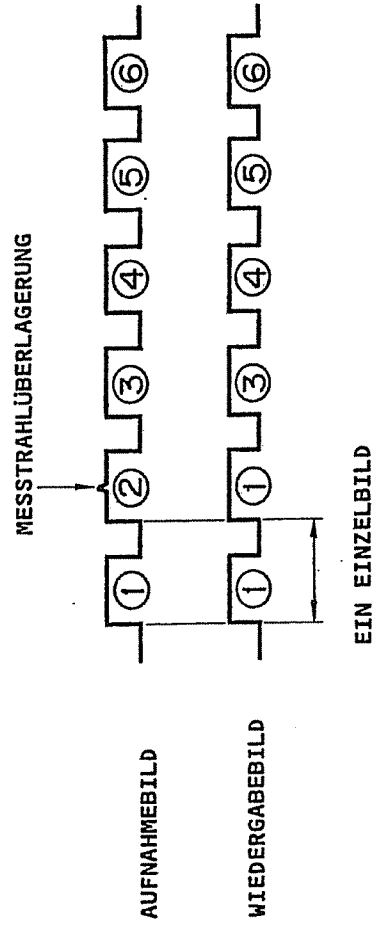 MESSTRAHLÜBERLAGERUNG
AUFNAHMEBILD ① ② ③ ④ ⑤ ⑥
WIEDERGABEBILD ① ① ③ ④ ⑤ ⑥
EIN EINZELBILD